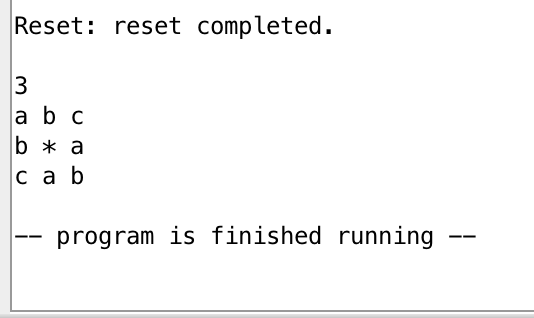 Reset: reset completed.
3
a b c
b * a
c a b
-- program is finished running --